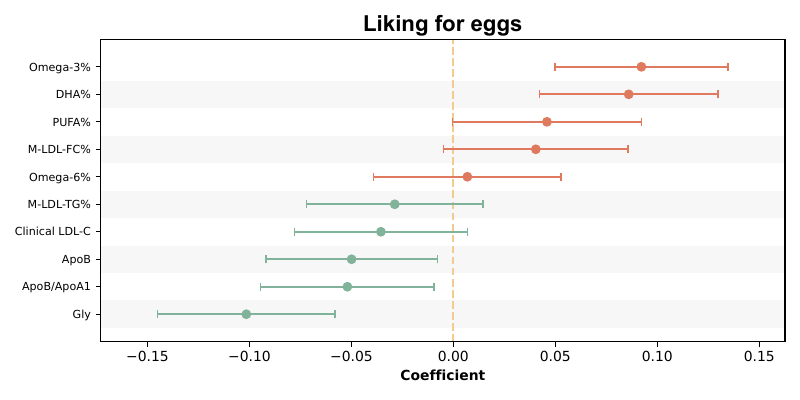 Liking for eggs
Omega-3%
DHA%
PUFA%
M-LDL-FC%
Omega-6%
M-LDL-TG%
Clinical LDL-C
ApoB
ApoB/ApoA1
Gly
−0.15 −0.10 −0.05 0.00 0.05 0.10 0.15
Coefficient